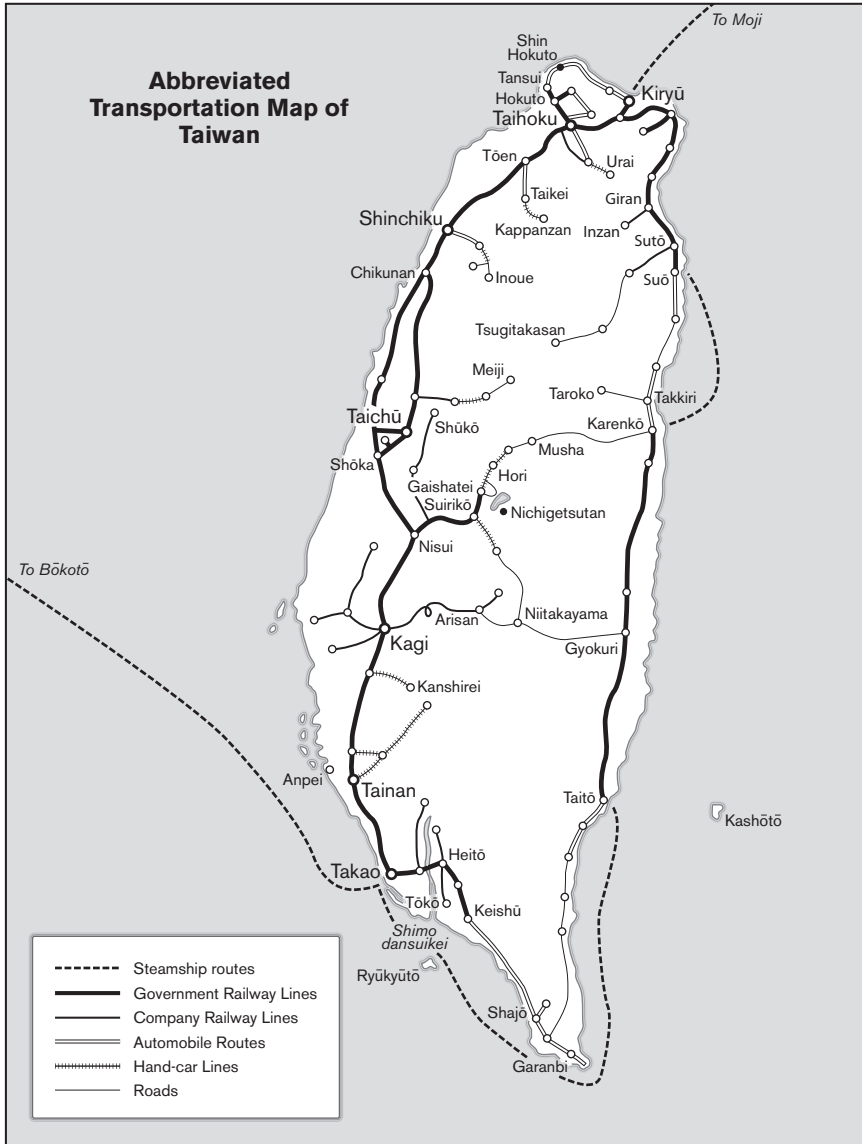 To Moji
Abbreviated
Transportation Map of
Taiwan
Shin
Hokuto
Tansui
Hokuto
Kiryū
Taihoku
Tōen
Urai
Taikei
Giran
Shinchiku
Kappanzan
Inzan
Sutō
Chikunan
Inoue
Suō
Tsugitakasan
Meiji
Taroko
Takkiri
Taichū
Shūkō
Karenkō
Musha
Shōka
Hori
Gaishatei
Suirikō
Nichigetsutan
Nisui
To Bōkotō
Arisan
Niitakayama
Kagi
Gyokuri
Kanshirei
Anpei
Tainan
Taitō
Kashōtō
Heitō
Takao
Tōkō
Keishū
Shimo
dansuikei
Ryūkyūtō
Shajō
Garanbi
Steamship routes
Government Railway Lines
Company Railway Lines
Automobile Routes
Hand-car Lines
Roads